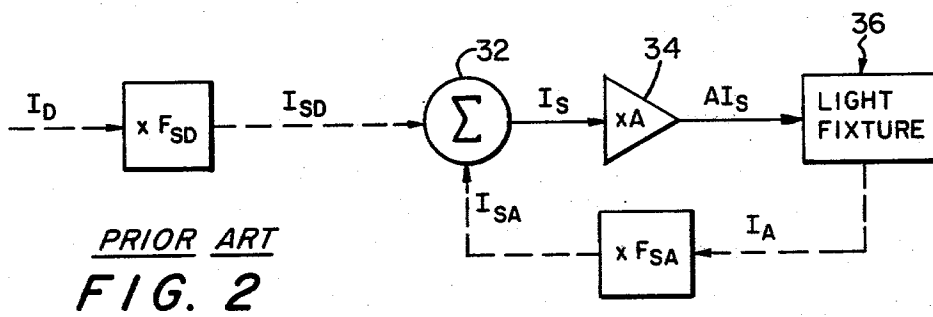 32
34
36
I_D
x F_SD
I_SD
Σ
I_S
xA
AI_S
LIGHT
FIXTURE
I_SA
x F_SA
I_A
PRIOR ART
FIG. 2